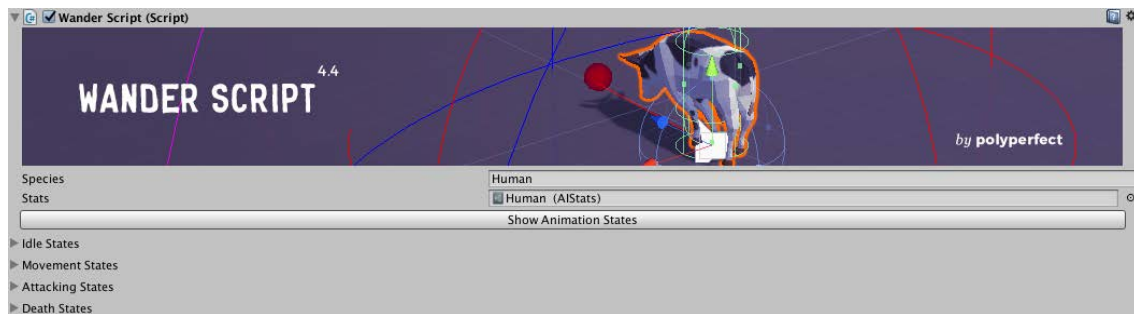 Wander Script (Script)
WANDER SCRIPT 4.4
by polyperfect
Species Human
Stats Human (AIStats)
Show Animation States
Idle States
Movement States
Attacking States
Death States